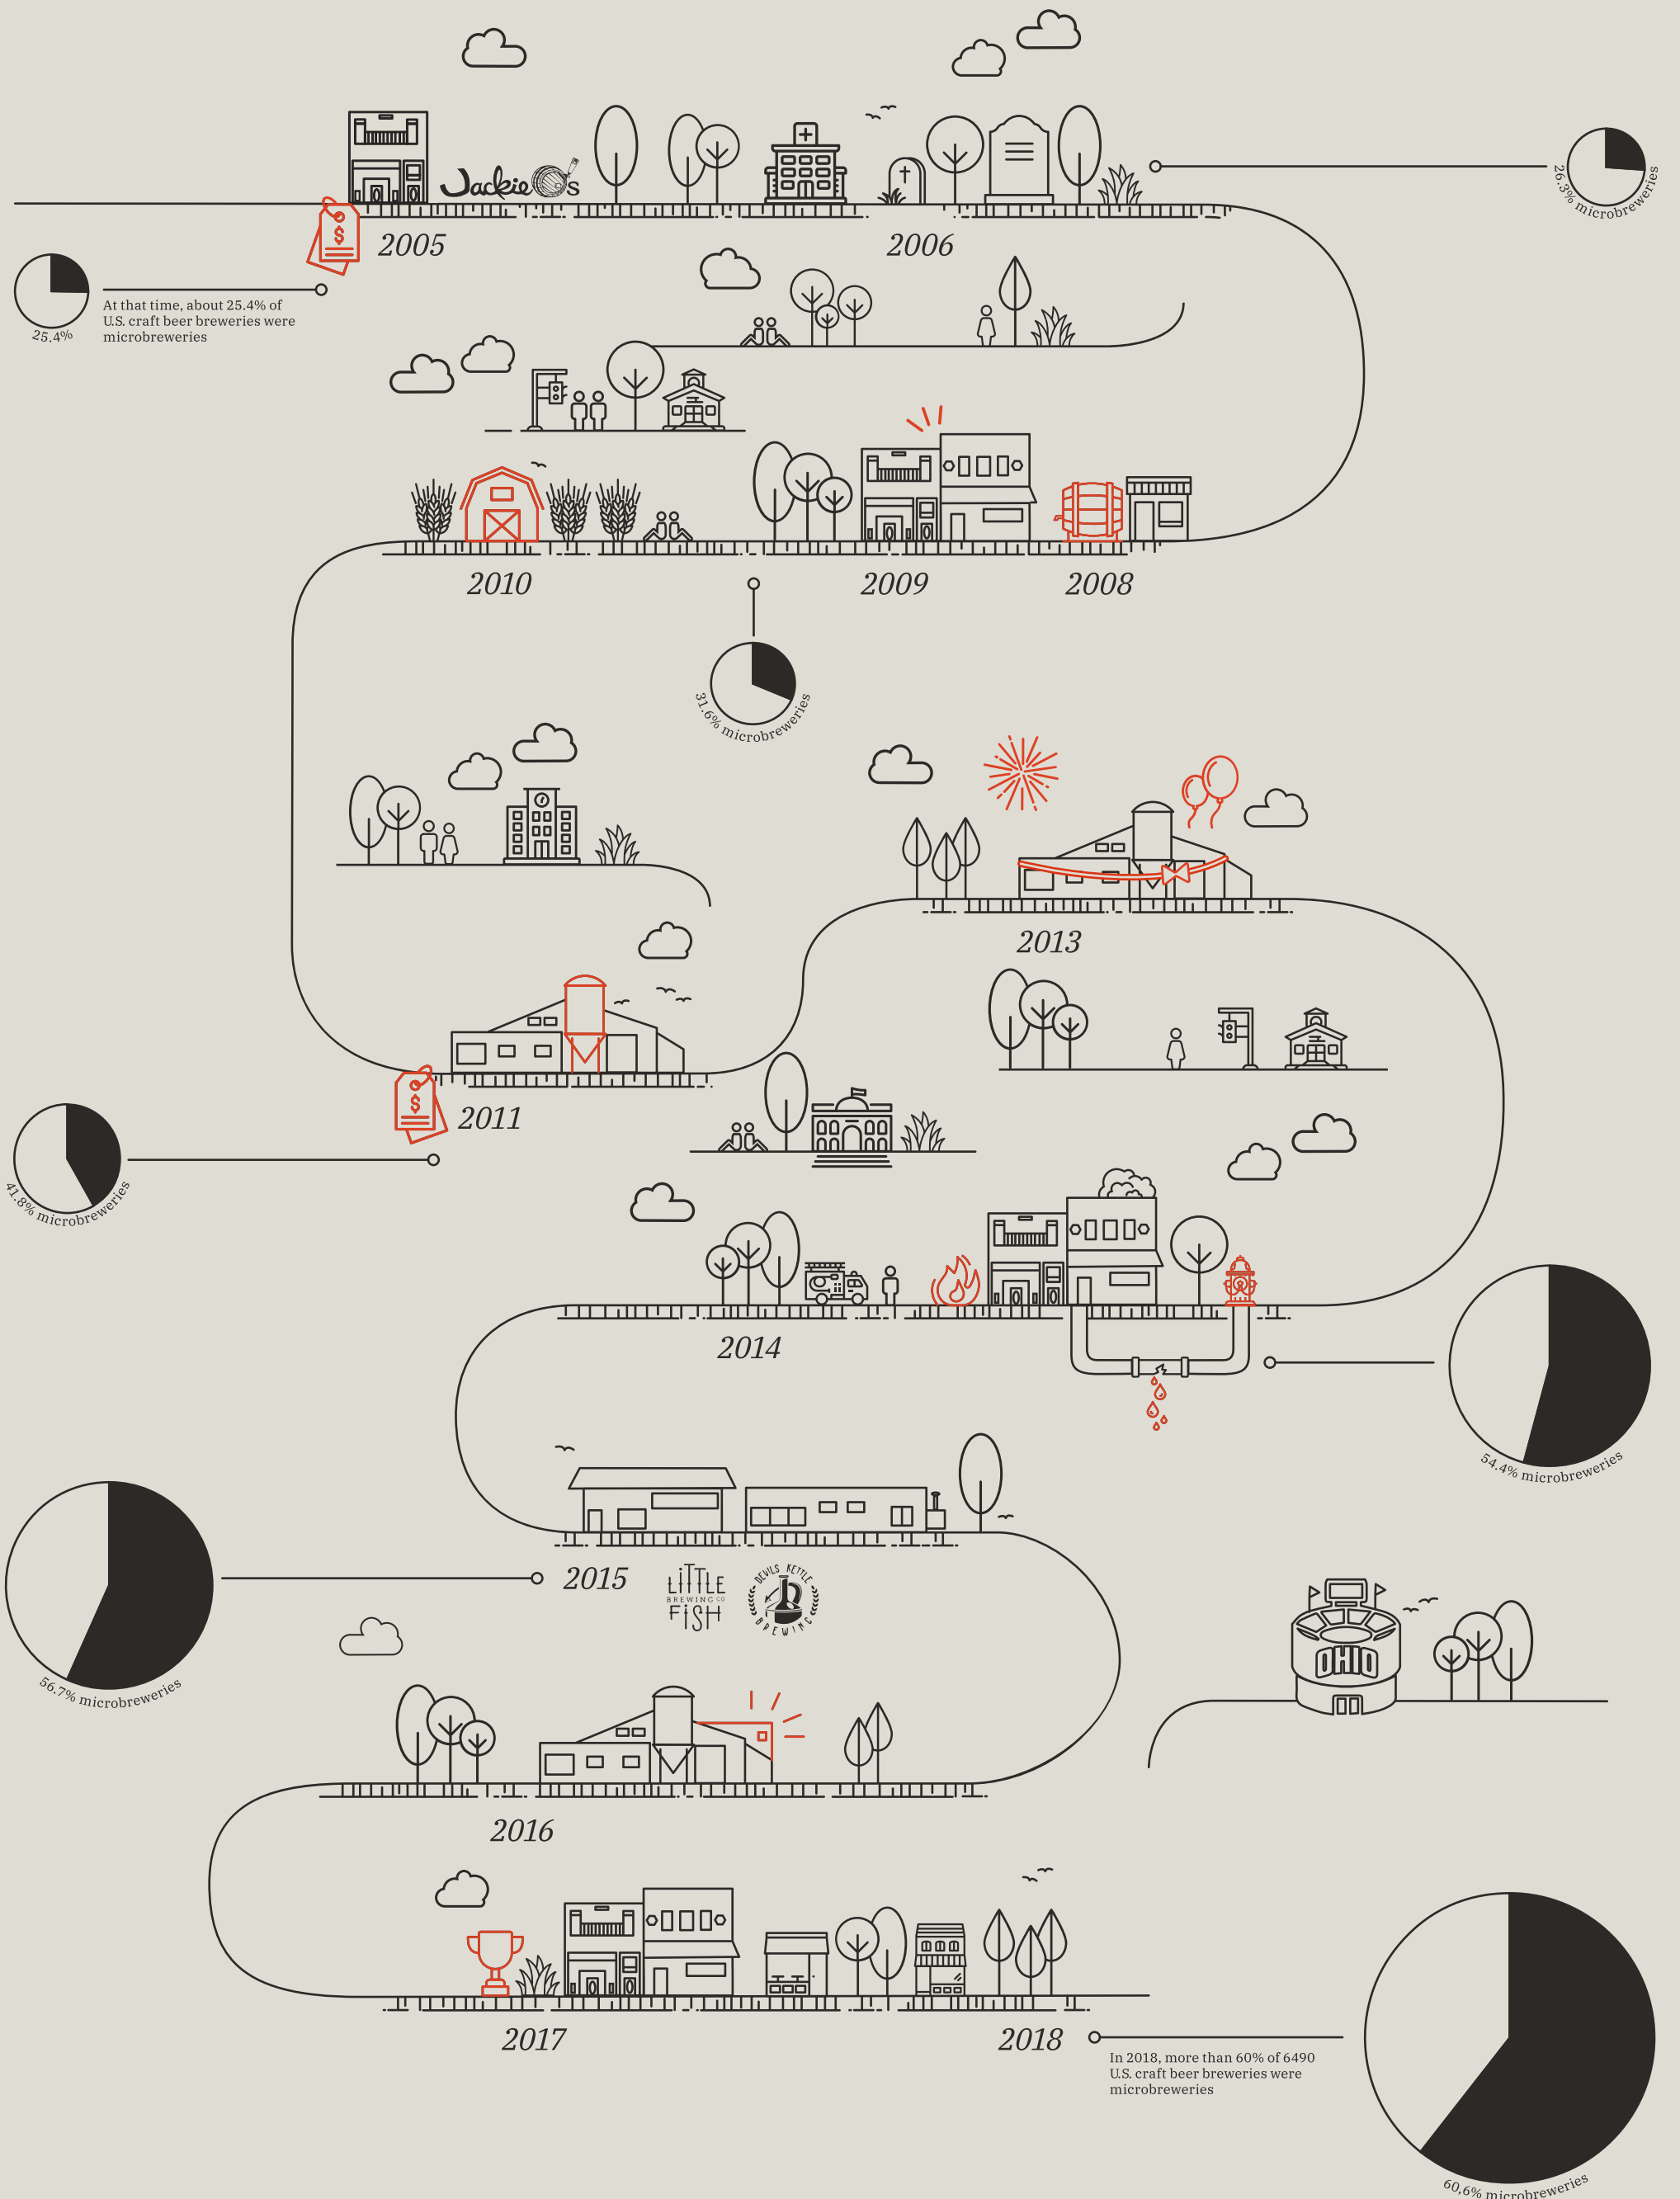 Jackie O's
26.3% microbreweries
$
2005
2006
25.4%
At that time, about 25.4% of
U.S. craft beer breweries were
microbreweries
2010
2009
2008
31.6% microbreweries
2013
$
2011
41.8% microbreweries
2014
54.4% microbreweries
2015
LiTTLE
BREWING CO
FiSH
DEVILS KETTLE
BREWING
56.7% microbreweries
OHIO
2016
2017
2018
In 2018, more than 60% of 6490
U.S. craft beer breweries were
microbreweries
60,6% microbreweries